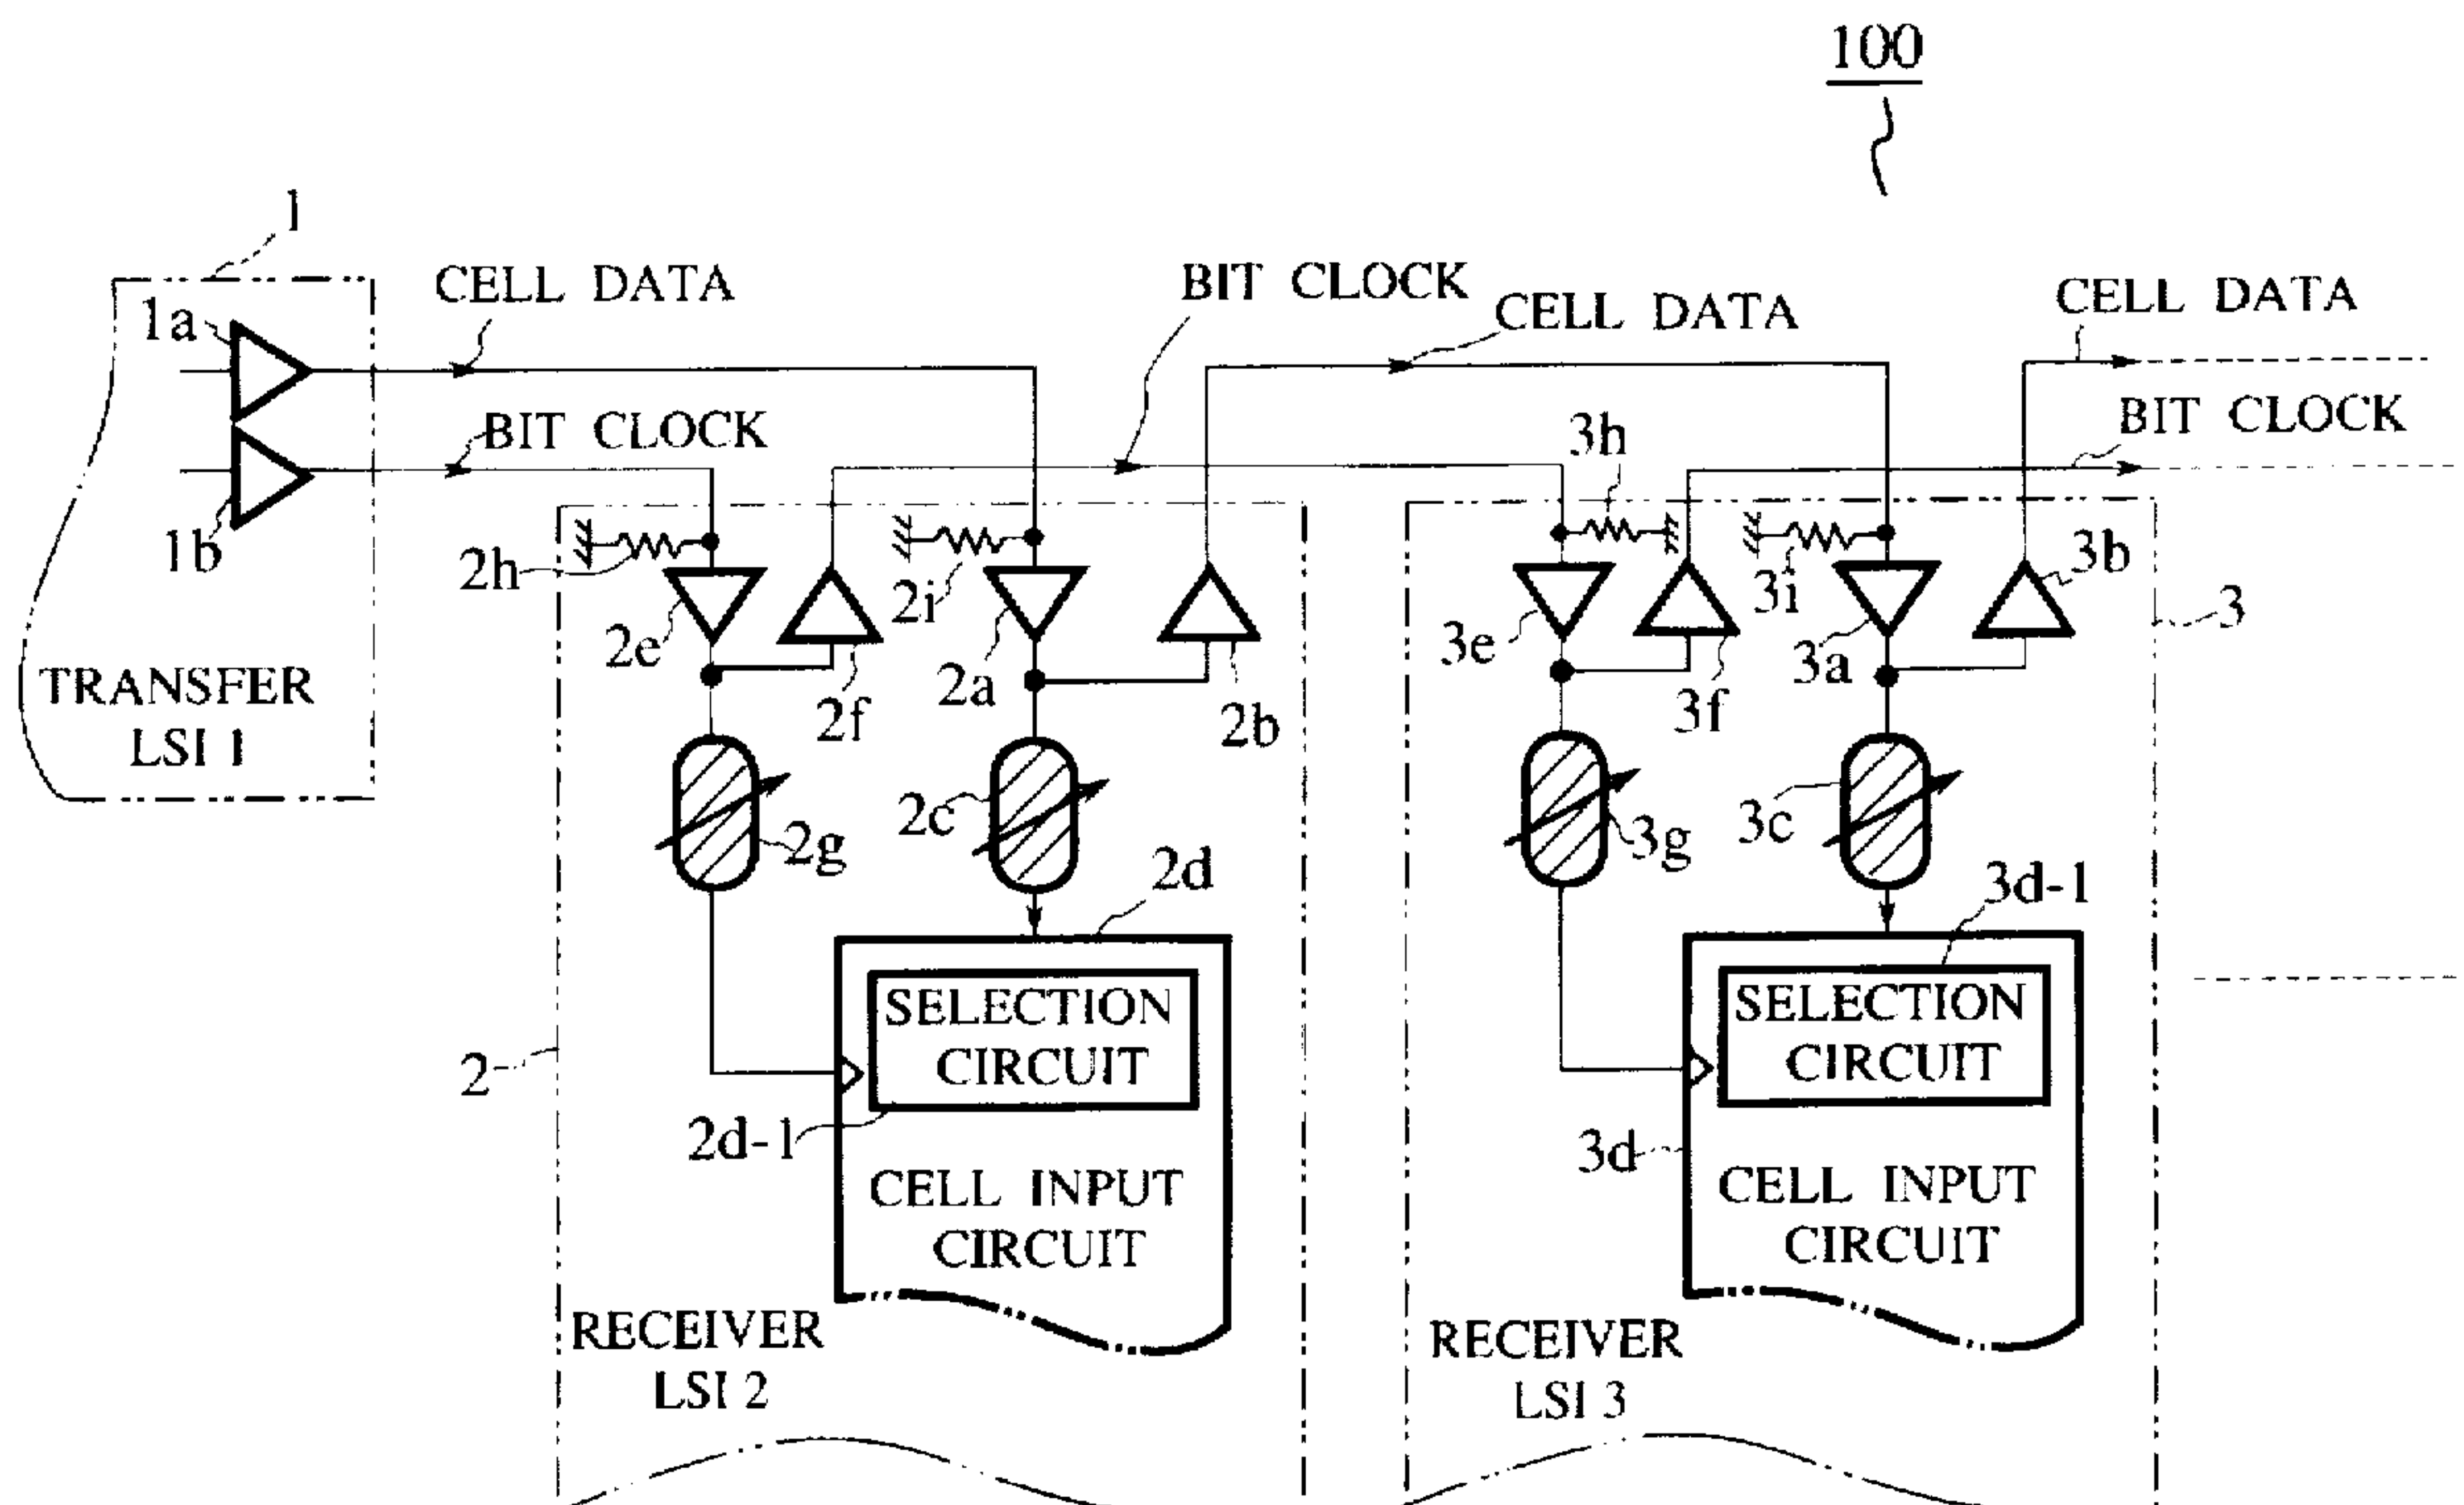 100
1
CELL DATA
BIT CLOCK
CELL DATA
CELL DATA
1a
BIT CLOCK
3h
BIT CLOCK
1b
2h
2i
3i
3b
2e
2a
3e
3a
3
TRANSFER
LSI 1
2f
2b
3f
2g
2c
3g
3c
2d
3d-1
SELECTION
CIRCUIT
SELECTION
CIRCUIT
2
2d-1
3d
CELL INPUT
CIRCUIT
CELL INPUT
CIRCUIT
RECEIVER
LSI 2
RECEIVER
LSI 3